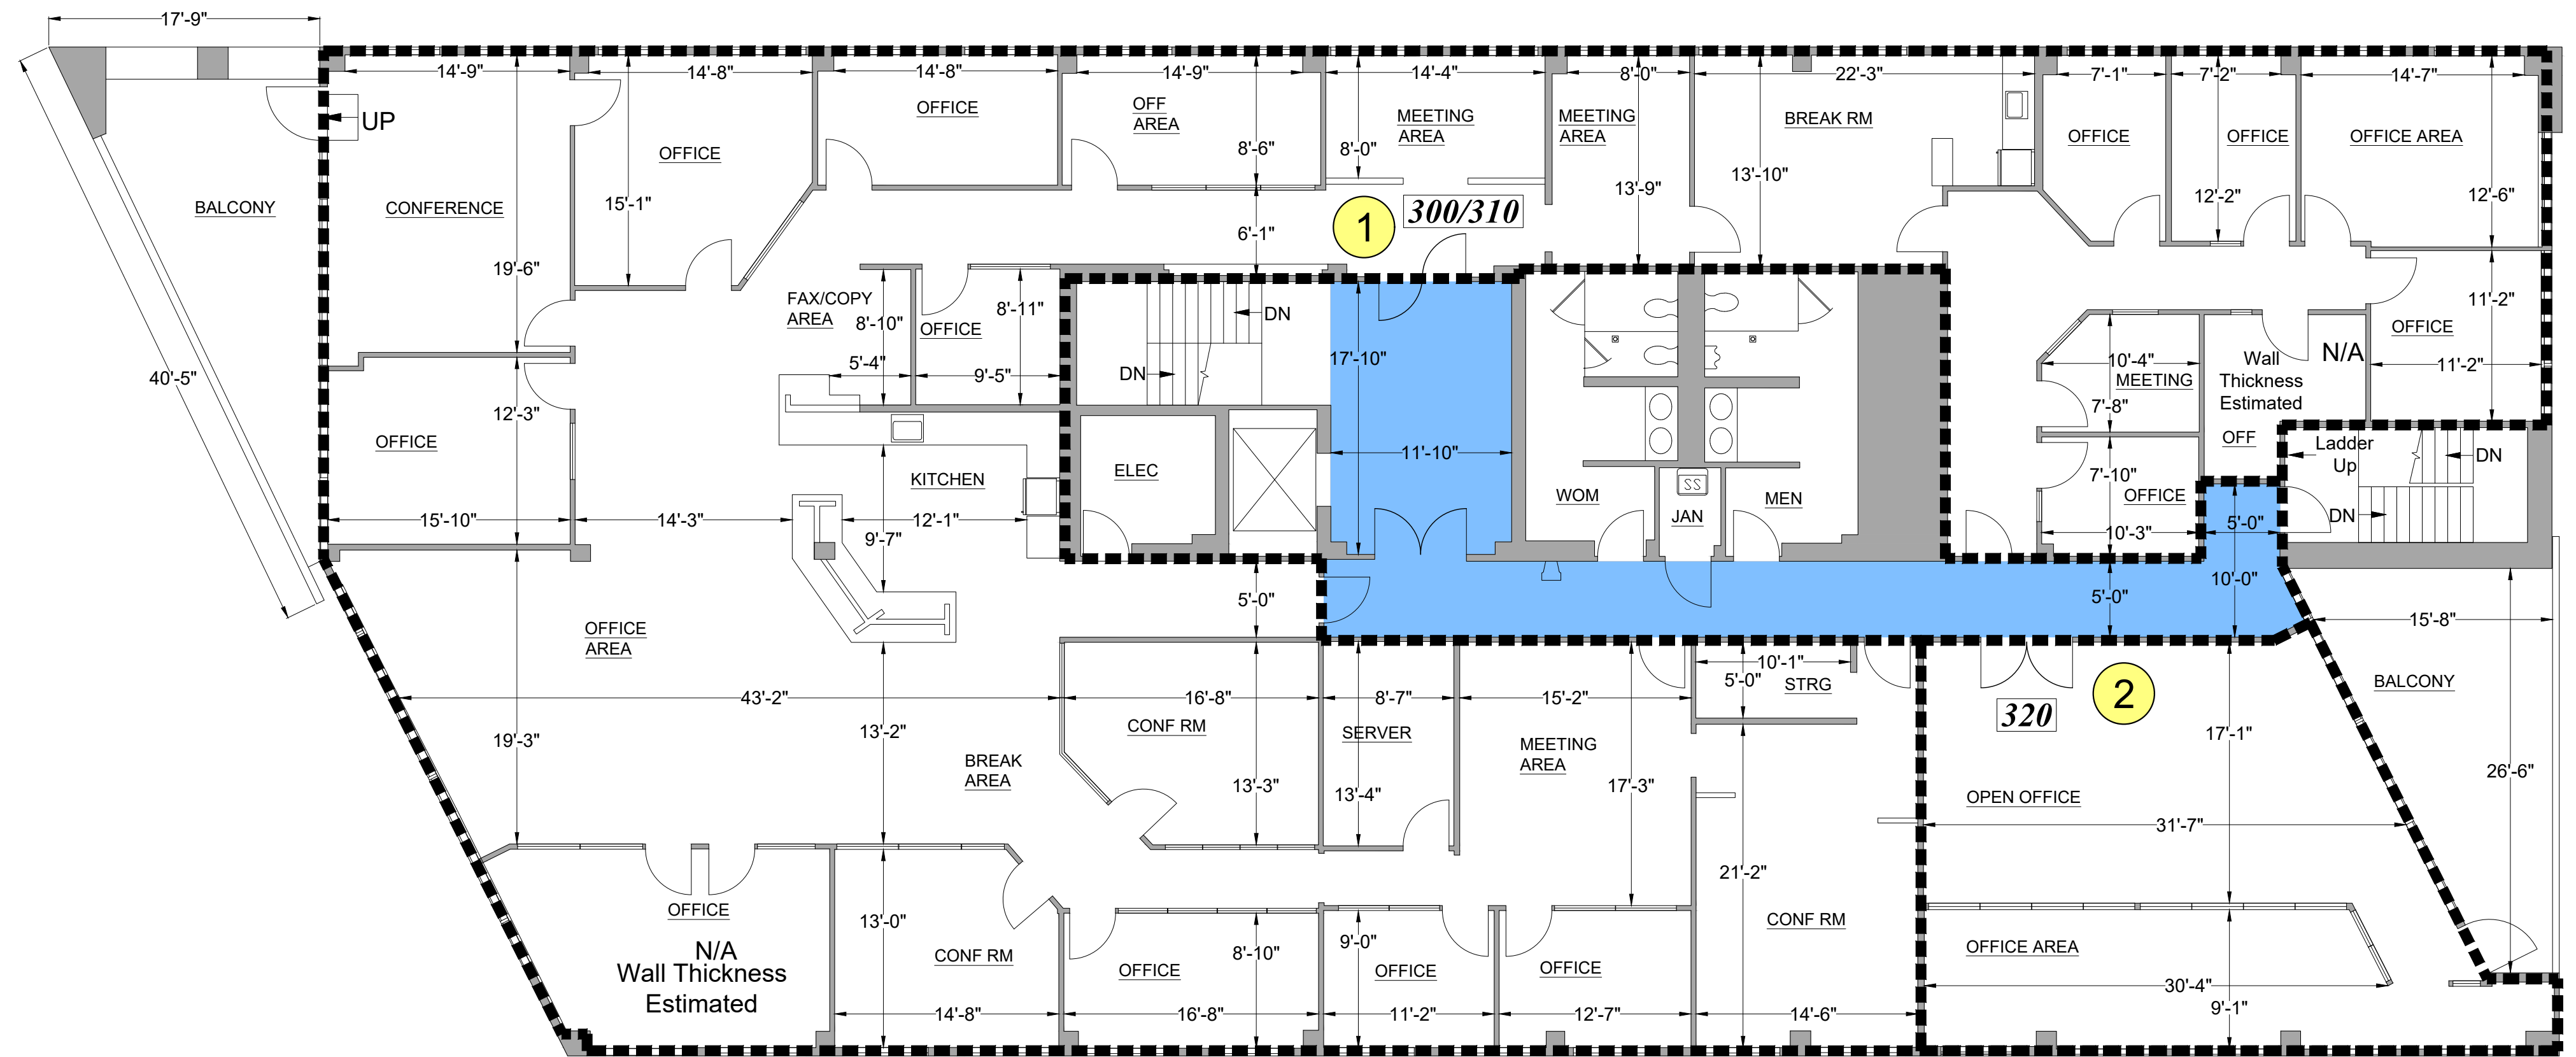 17'-9"
14'-9"
14'-8"
14'-8"
14'-9"
14'-4"
8'-0"
22'-3"
7'-1"
7'-2"
14'-7"
UP
OFF
AREA
OFFICE
OFFICE
MEETING
AREA
MEETING
AREA
BREAK RM
OFFICE
OFFICE
OFFICE AREA
8'-6"
8'-0"
13'-9"
13'-10"
12'-2"
12'-6"
BALCONY
CONFERENCE
15'-1"
6'-1"
1
300/310
19'-6"
FAX/COPY
AREA
8'-10"
8'-11"
OFFICE
5'-4"
9'-5"
DN
DN
17'-10"
11'-2"
OFFICE
11'-2"
10'-4"
MEETING
7'-8"
Wall
Thickness
Estimated
N/A
OFF
40'-5"
12'-3"
OFFICE
15'-10"
14'-3"
KITCHEN
12'-1"
9'-7"
ELEC
11'-10"
WOM
SS
JAN
MEN
7'-10"
OFFICE
10'-3"
Ladder
Up
DN
DN
5'-0"
10'-0"
5'-0"
5'-0"
OFFICE
AREA
15'-8"
43'-2"
16'-8"
8'-7"
15'-2"
10'-1"
5'-0"
STRG
2
320
BALCONY
19'-3"
13'-2"
BREAK
AREA
CONF RM
13'-3"
SERVER
13'-4"
MEETING
AREA
17'-3"
17'-1"
26'-6"
OPEN OFFICE
31'-7"
21'-2"
OFFICE
N/A
Wall Thickness
Estimated
13'-0"
CONF RM
14'-8"
OFFICE
8'-10"
16'-8"
9'-0"
OFFICE
11'-2"
OFFICE
12'-7"
CONF RM
14'-6"
OFFICE AREA
30'-4"
9'-1"